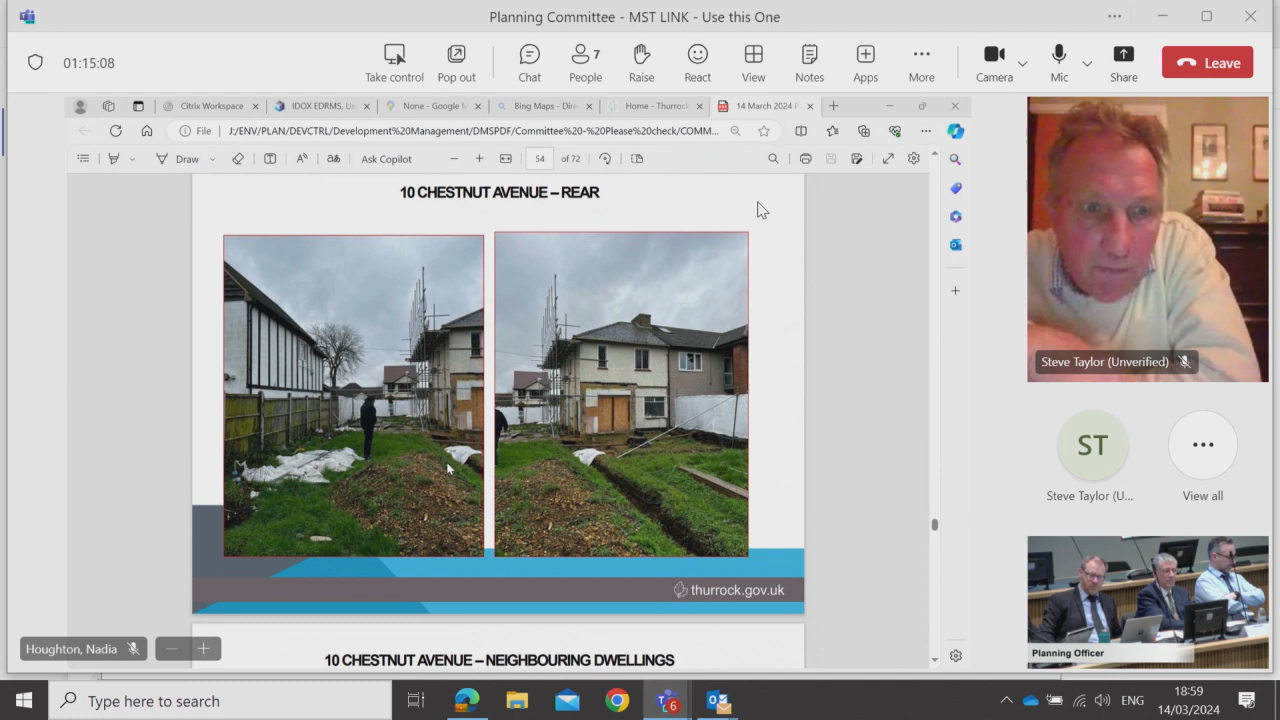 Planning Committee - MST LINK - Use this One
01:15:08
Take control
Pop out
Chat
People
7
Raise
React
View
Notes
Apps
More
Camera
Mic
Share
Leave
Citrix Workspace
IDOX EDRMS, Un
None - Google M
Bing Maps - Dire
Home - Thurrock
14 March 2024 P
File
J:/ENV/PLAN/DEVCTRL/Development%20Management/DMSPDF/Committee%20-%20Please%20check/COMM...
Draw
Ask Copilot
54
of 72
10 CHESTNUT AVENUE – REAR
thurrock.gov.uk
10 CHESTNUT AVENUE – NEIGHBOURING DWELLINGS
Houghton, Nadia
Steve Taylor (Unverified)
ST
Steve Taylor (U...
View all
Planning Officer
Type here to search
6
ENG
18:59
14/03/2024